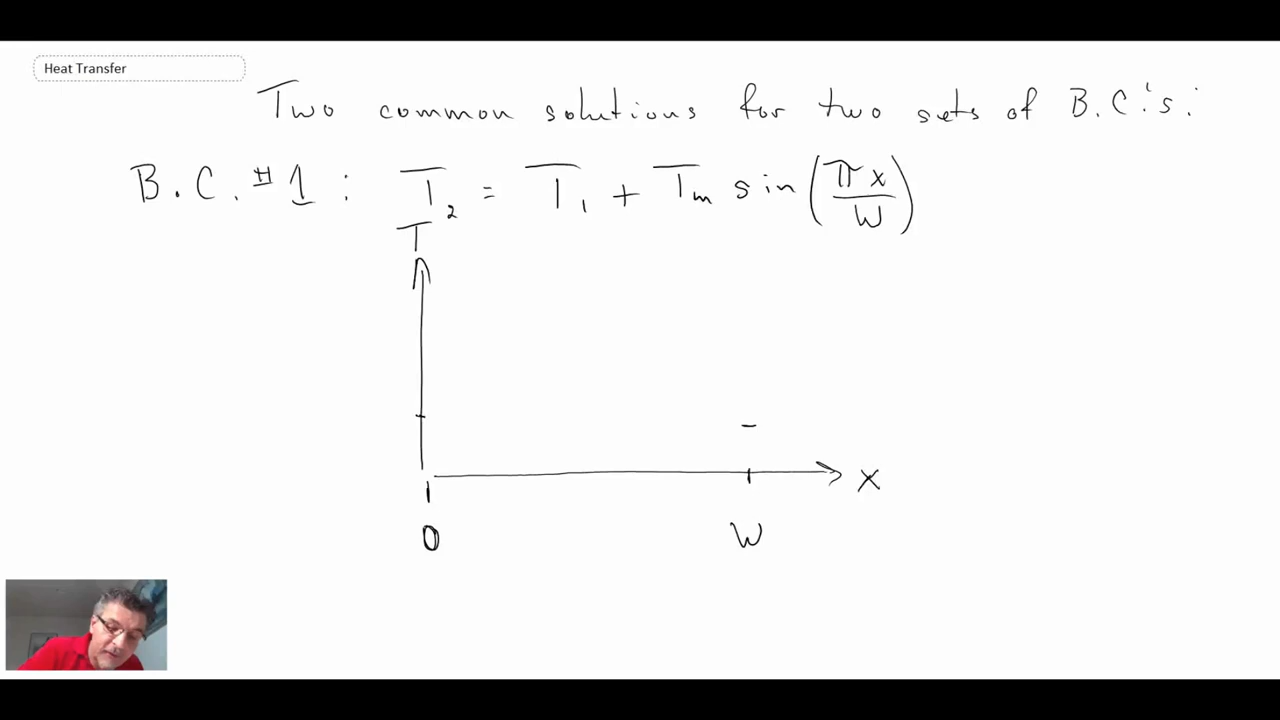 Heat Transfer
Two common solutions for two sets of B.C.'s:
B.C. #1: T₂ = T₁ + Tₘ sin(πx/W)
T
x
0 W